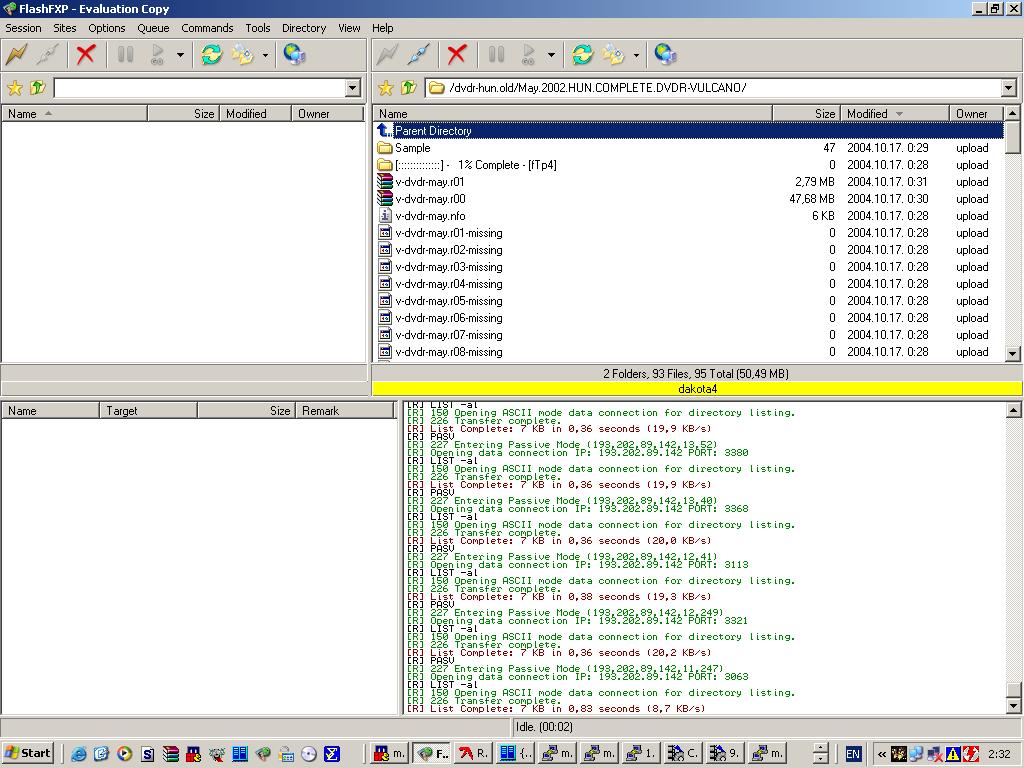 FlashFXP - Evaluation Copy
Session Sites Options Queue Commands Tools Directory View Help
/dvdr-hun.old/May.2002.HUN.COMPLETE.DVDR-VULCANO/
Name Size Modified Owner
Name Size Modified Owner
Parent Directory
Sample 47 2004.10.17. 0:29 upload
[:::::::::::::] - 1% Complete - [fTp4] 0 2004.10.17. 0:28 upload
v-dvdr-may.r01 2,79 MB 2004.10.17. 0:31 upload
v-dvdr-may.r00 47,68 MB 2004.10.17. 0:30 upload
v-dvdr-may.nfo 6 KB 2004.10.17. 0:28 upload
v-dvdr-may.r01-missing 0 2004.10.17. 0:28 upload
v-dvdr-may.r02-missing 0 2004.10.17. 0:28 upload
v-dvdr-may.r03-missing 0 2004.10.17. 0:28 upload
v-dvdr-may.r04-missing 0 2004.10.17. 0:28 upload
v-dvdr-may.r05-missing 0 2004.10.17. 0:28 upload
v-dvdr-may.r06-missing 0 2004.10.17. 0:28 upload
v-dvdr-may.r07-missing 0 2004.10.17. 0:28 upload
v-dvdr-may.r08-missing 0 2004.10.17. 0:28 upload
2 Folders, 93 Files, 95 Total (50,49 MB)
dakota4
Name Target Size Remark
[R] LIST -al
[R] 150 Opening ASCII mode data connection for directory listing.
[R] 226 Transfer complete.
[R] List Complete: 7 KB in 0,36 seconds (19,9 KB/s)
[R] PASV
[R] 227 Entering Passive Mode (193,202,89,142,13,52)
[R] Opening data connection IP: 193.202.89.142 PORT: 3380
[R] LIST -al
[R] 150 Opening ASCII mode data connection for directory listing.
[R] 226 Transfer complete.
[R] List Complete: 7 KB in 0,36 seconds (19,9 KB/s)
[R] PASV
[R] 227 Entering Passive Mode (193,202,89,142,13,40)
[R] Opening data connection IP: 193.202.89.142 PORT: 3368
[R] LIST -al
[R] 150 Opening ASCII mode data connection for directory listing.
[R] 226 Transfer complete.
[R] List Complete: 7 KB in 0,36 seconds (20,0 KB/s)
[R] PASV
[R] 227 Entering Passive Mode (193,202,89,142,12,41)
[R] Opening data connection IP: 193.202.89.142 PORT: 3113
[R] LIST -al
[R] 150 Opening ASCII mode data connection for directory listing.
[R] 226 Transfer complete.
[R] List Complete: 7 KB in 0,38 seconds (19,3 KB/s)
[R] PASV
[R] 227 Entering Passive Mode (193,202,89,142,12,249)
[R] Opening data connection IP: 193.202.89.142 PORT: 3321
[R] LIST -al
[R] 150 Opening ASCII mode data connection for directory listing.
[R] 226 Transfer complete.
[R] List Complete: 7 KB in 0,36 seconds (20,2 KB/s)
[R] PASV
[R] 227 Entering Passive Mode (193,202,89,142,11,247)
[R] Opening data connection IP: 193.202.89.142 PORT: 3063
[R] LIST -al
[R] 150 Opening ASCII mode data connection for directory listing.
[R] 226 Transfer complete.
[R] List Complete: 7 KB in 0,83 seconds (8,7 KB/s)
Idle. (00:02)
Start m. F.. R. {.. m. m. 1. C. 9. m. EN « 2:32